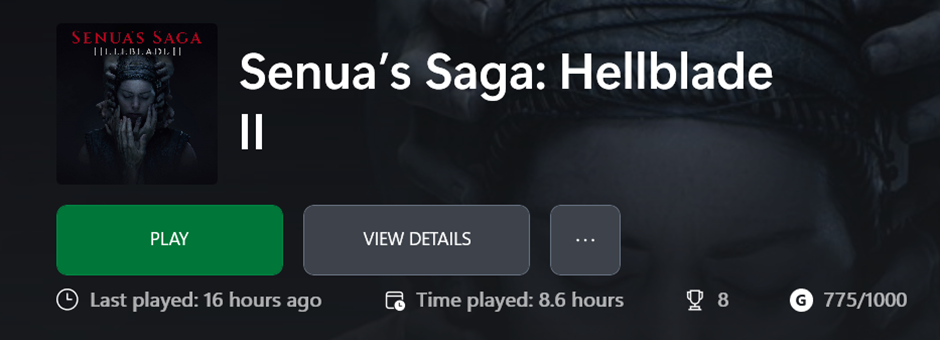 SENUA'S SAGA
HELLBLADE II
Senua’s Saga: Hellblade
II
PLAY
VIEW DETAILS
...
Last played: 16 hours ago
Time played: 8.6 hours
8
G 775/1000